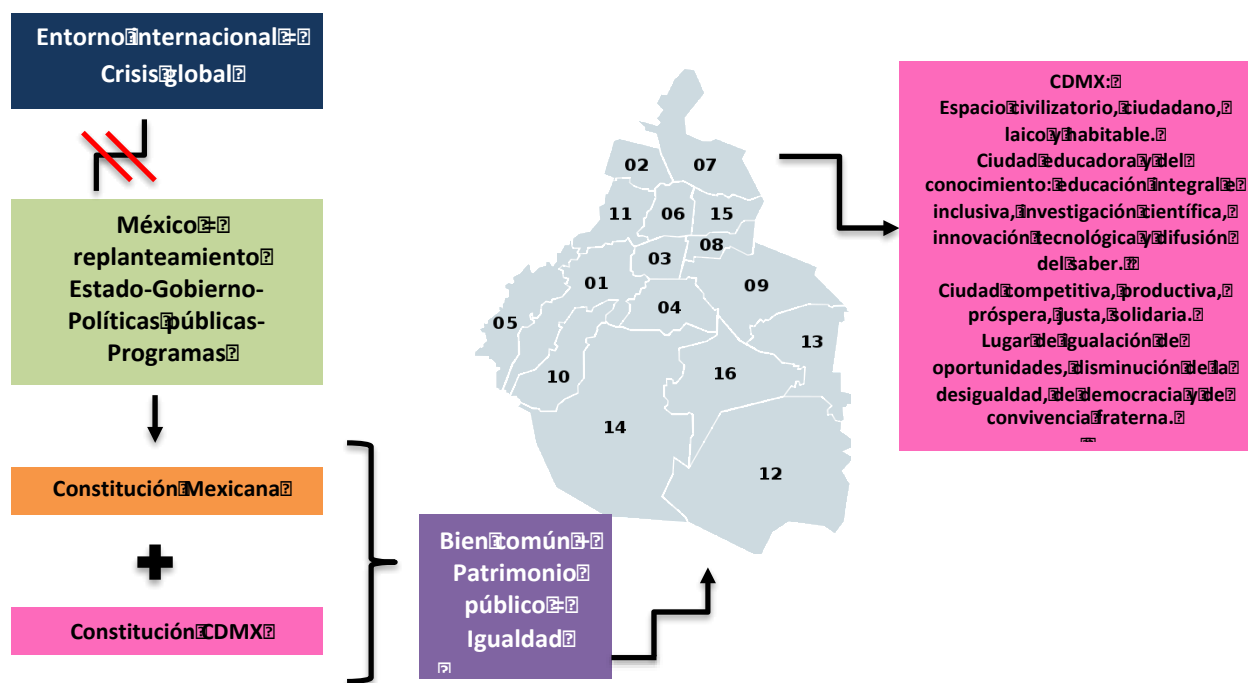 Entorno internacional =
Crisis global
México =
replanteamiento
Estado-Gobierno-
Políticas públicas-
Programas
Constitución Mexicana
Constitución CDMX
Bien común +
Patrimonio
público =
Igualdad
02
07
11
06
15
08
03
01
09
04
05
13
10
16
14
12
CDMX:
Espacio civilizatorio, ciudadano,
laico y habitable.
Ciudad educadora y del
conocimiento: educación integral e
inclusiva, investigación científica,
innovación tecnológica y difusión
del saber.
Ciudad competitiva, productiva,
próspera, justa, solidaria.
Lugar de igualación de
oportunidades, disminución de la
desigualdad, de democracia y de
convivencia fraterna.